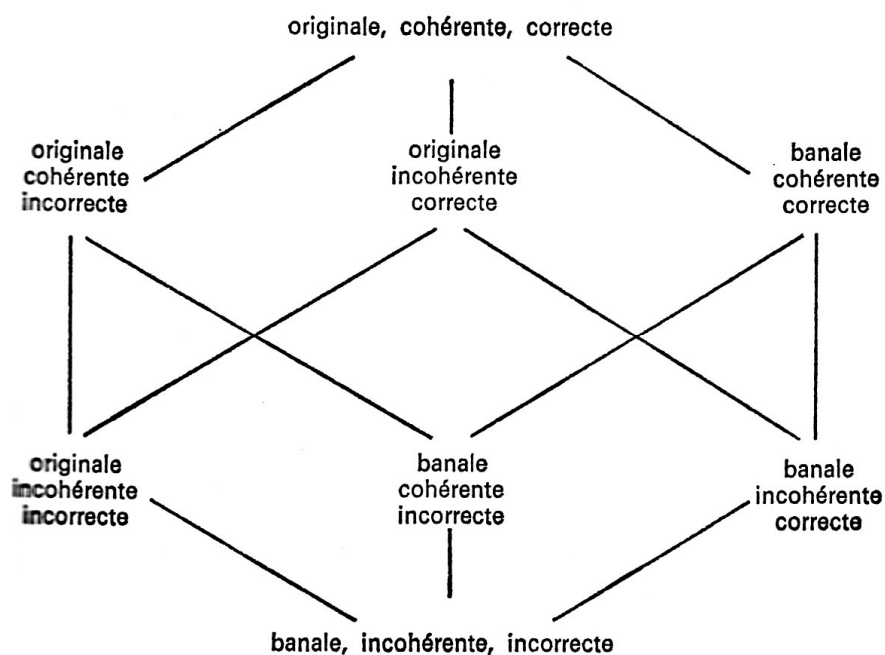 originale, cohérente, correcte
originale
cohérente
incorrecte
originale
incohérente
correcte
banale
cohérente
correcte
originale
incohérente
incorrecte
banale
cohérente
incorrecte
banale
incohérente
correcte
banale, incohérente, incorrecte